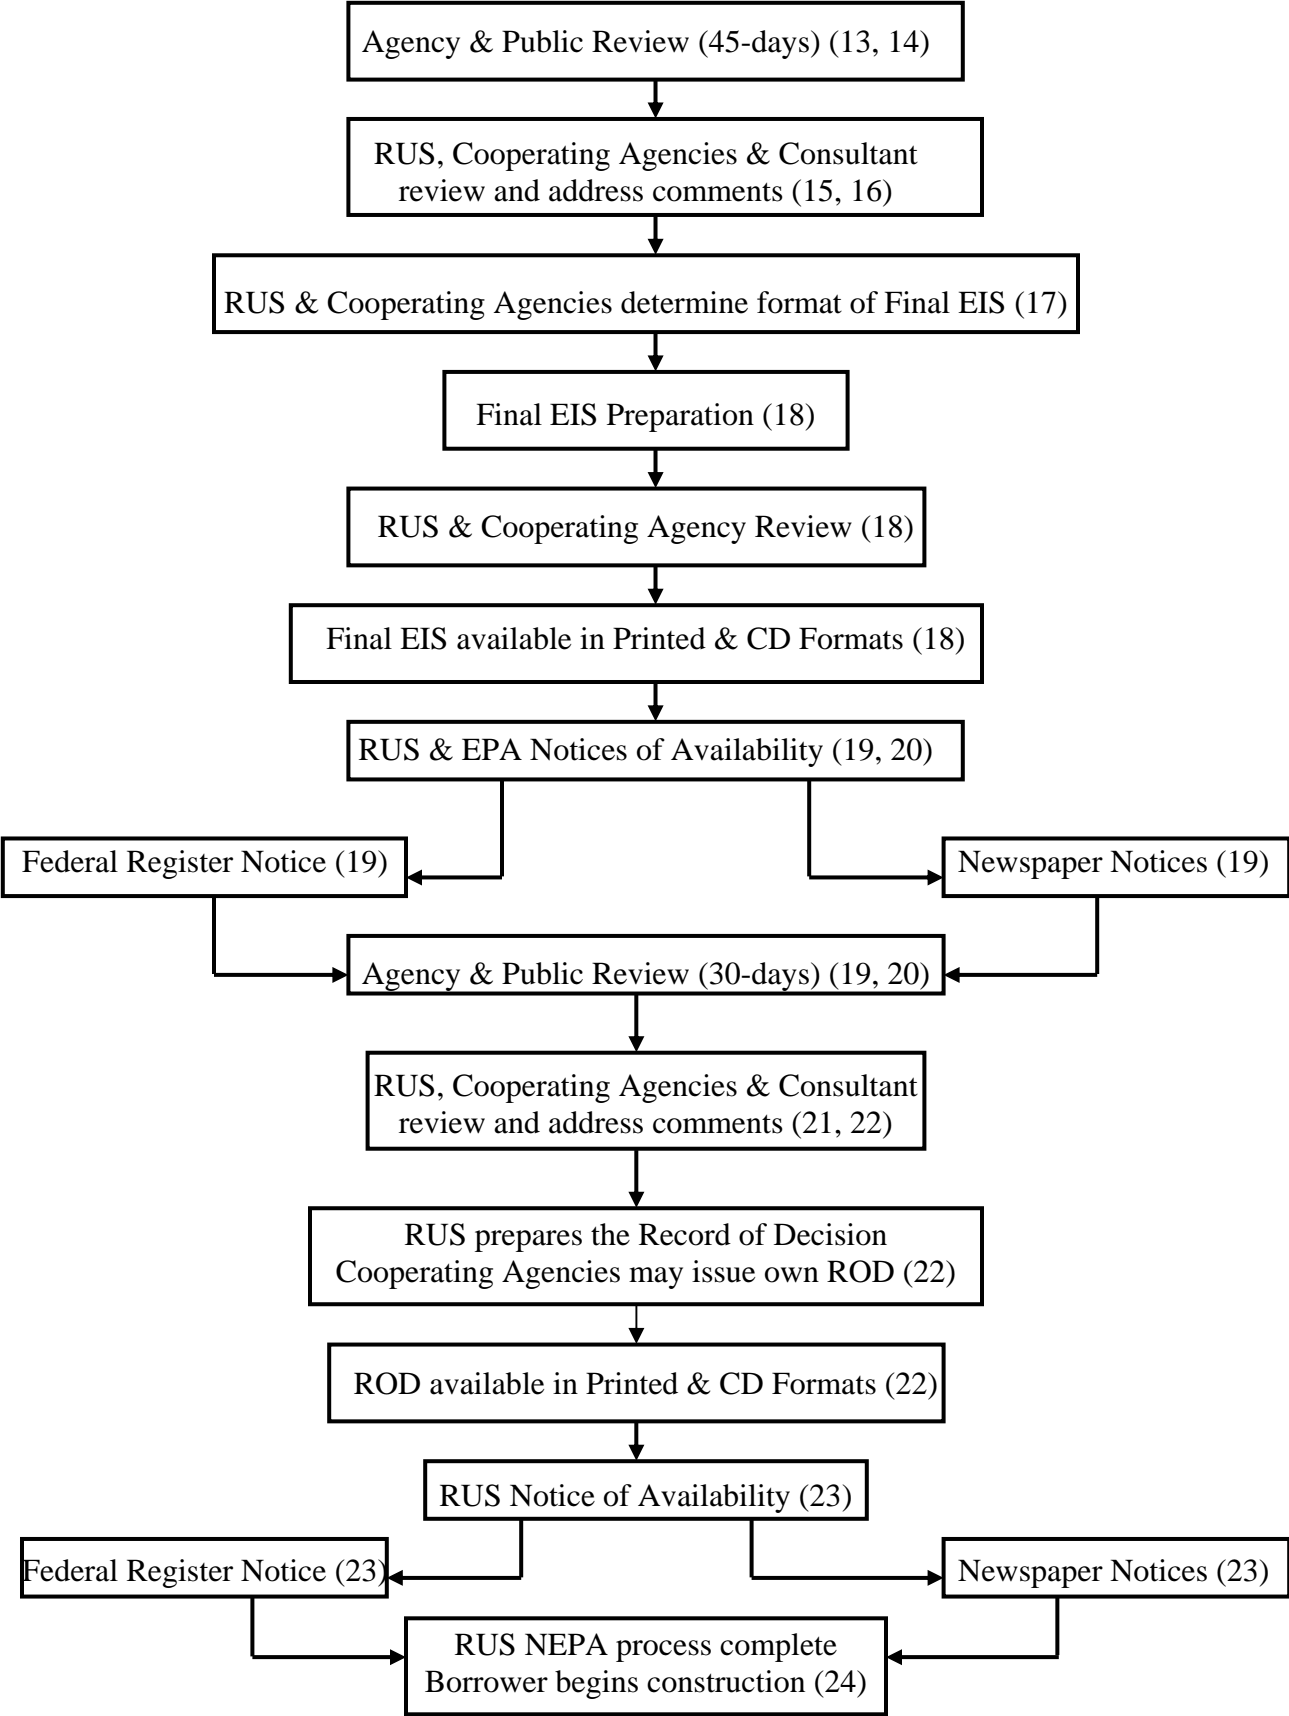 Agency & Public Review (45-days) (13, 14)
RUS, Cooperating Agencies & Consultant
review and address comments (15, 16)
RUS & Cooperating Agencies determine format of Final EIS (17)
Final EIS Preparation (18)
RUS & Cooperating Agency Review (18)
Final EIS available in Printed & CD Formats (18)
RUS & EPA Notices of Availability (19, 20)
Federal Register Notice (19)
Newspaper Notices (19)
Agency & Public Review (30-days) (19, 20)
RUS, Cooperating Agencies & Consultant
review and address comments (21, 22)
RUS prepares the Record of Decision
Cooperating Agencies may issue own ROD (22)
ROD available in Printed & CD Formats (22)
RUS Notice of Availability (23)
Federal Register Notice (23)
Newspaper Notices (23)
RUS NEPA process complete
Borrower begins construction (24)